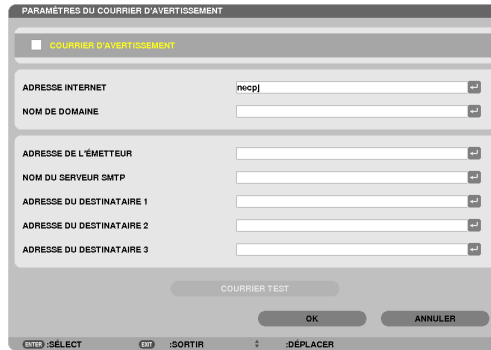 PARAMÈTRES DU COURRIER D'AVERTISSEMENT
COURRIER D'AVERTISSEMENT
ADRESSE INTERNET necpj
NOM DE DOMAINE
ADRESSE DE L'ÉMETTEUR
NOM DU SERVEUR SMTP
ADRESSE DU DESTINATAIRE 1
ADRESSE DU DESTINATAIRE 2
ADRESSE DU DESTINATAIRE 3
COURRIER TEST
OK ANNULER
ENTER :SÉLECT EXIT :SORTIR :DÉPLACER